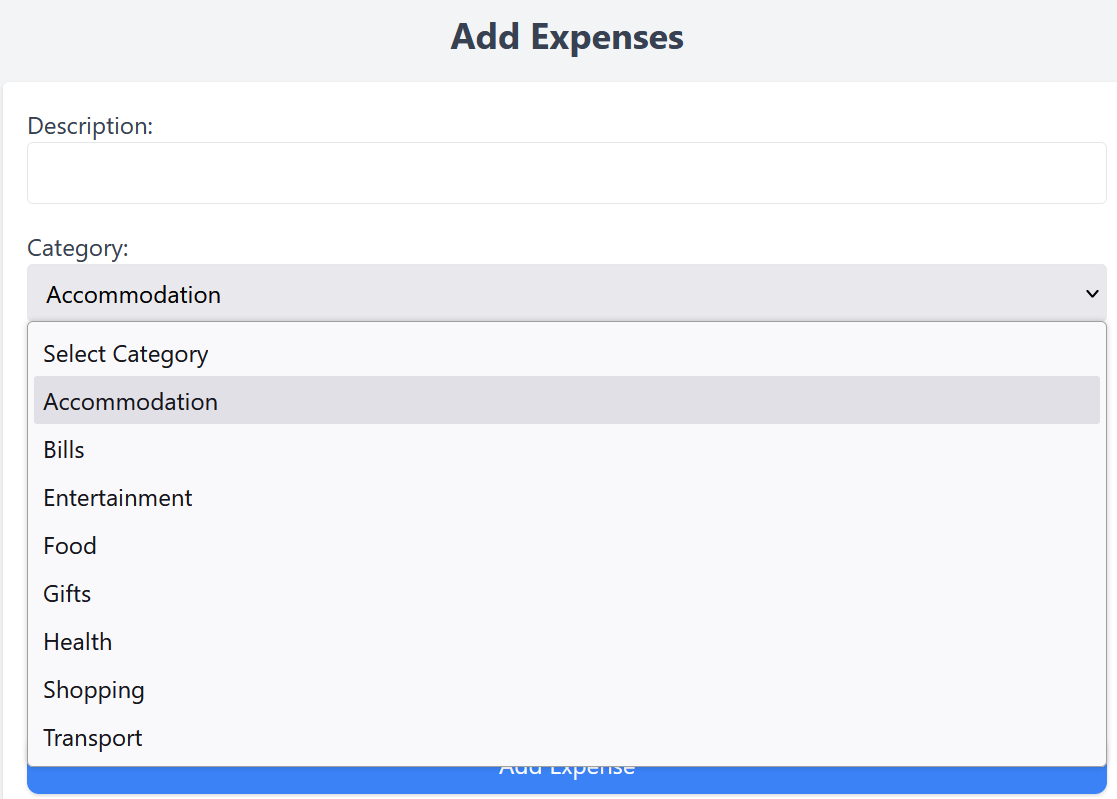 Add Expenses
Description:
Category:
Accommodation
Select Category
Accommodation
Bills
Entertainment
Food
Gifts
Health
Shopping
Transport
Add Expense